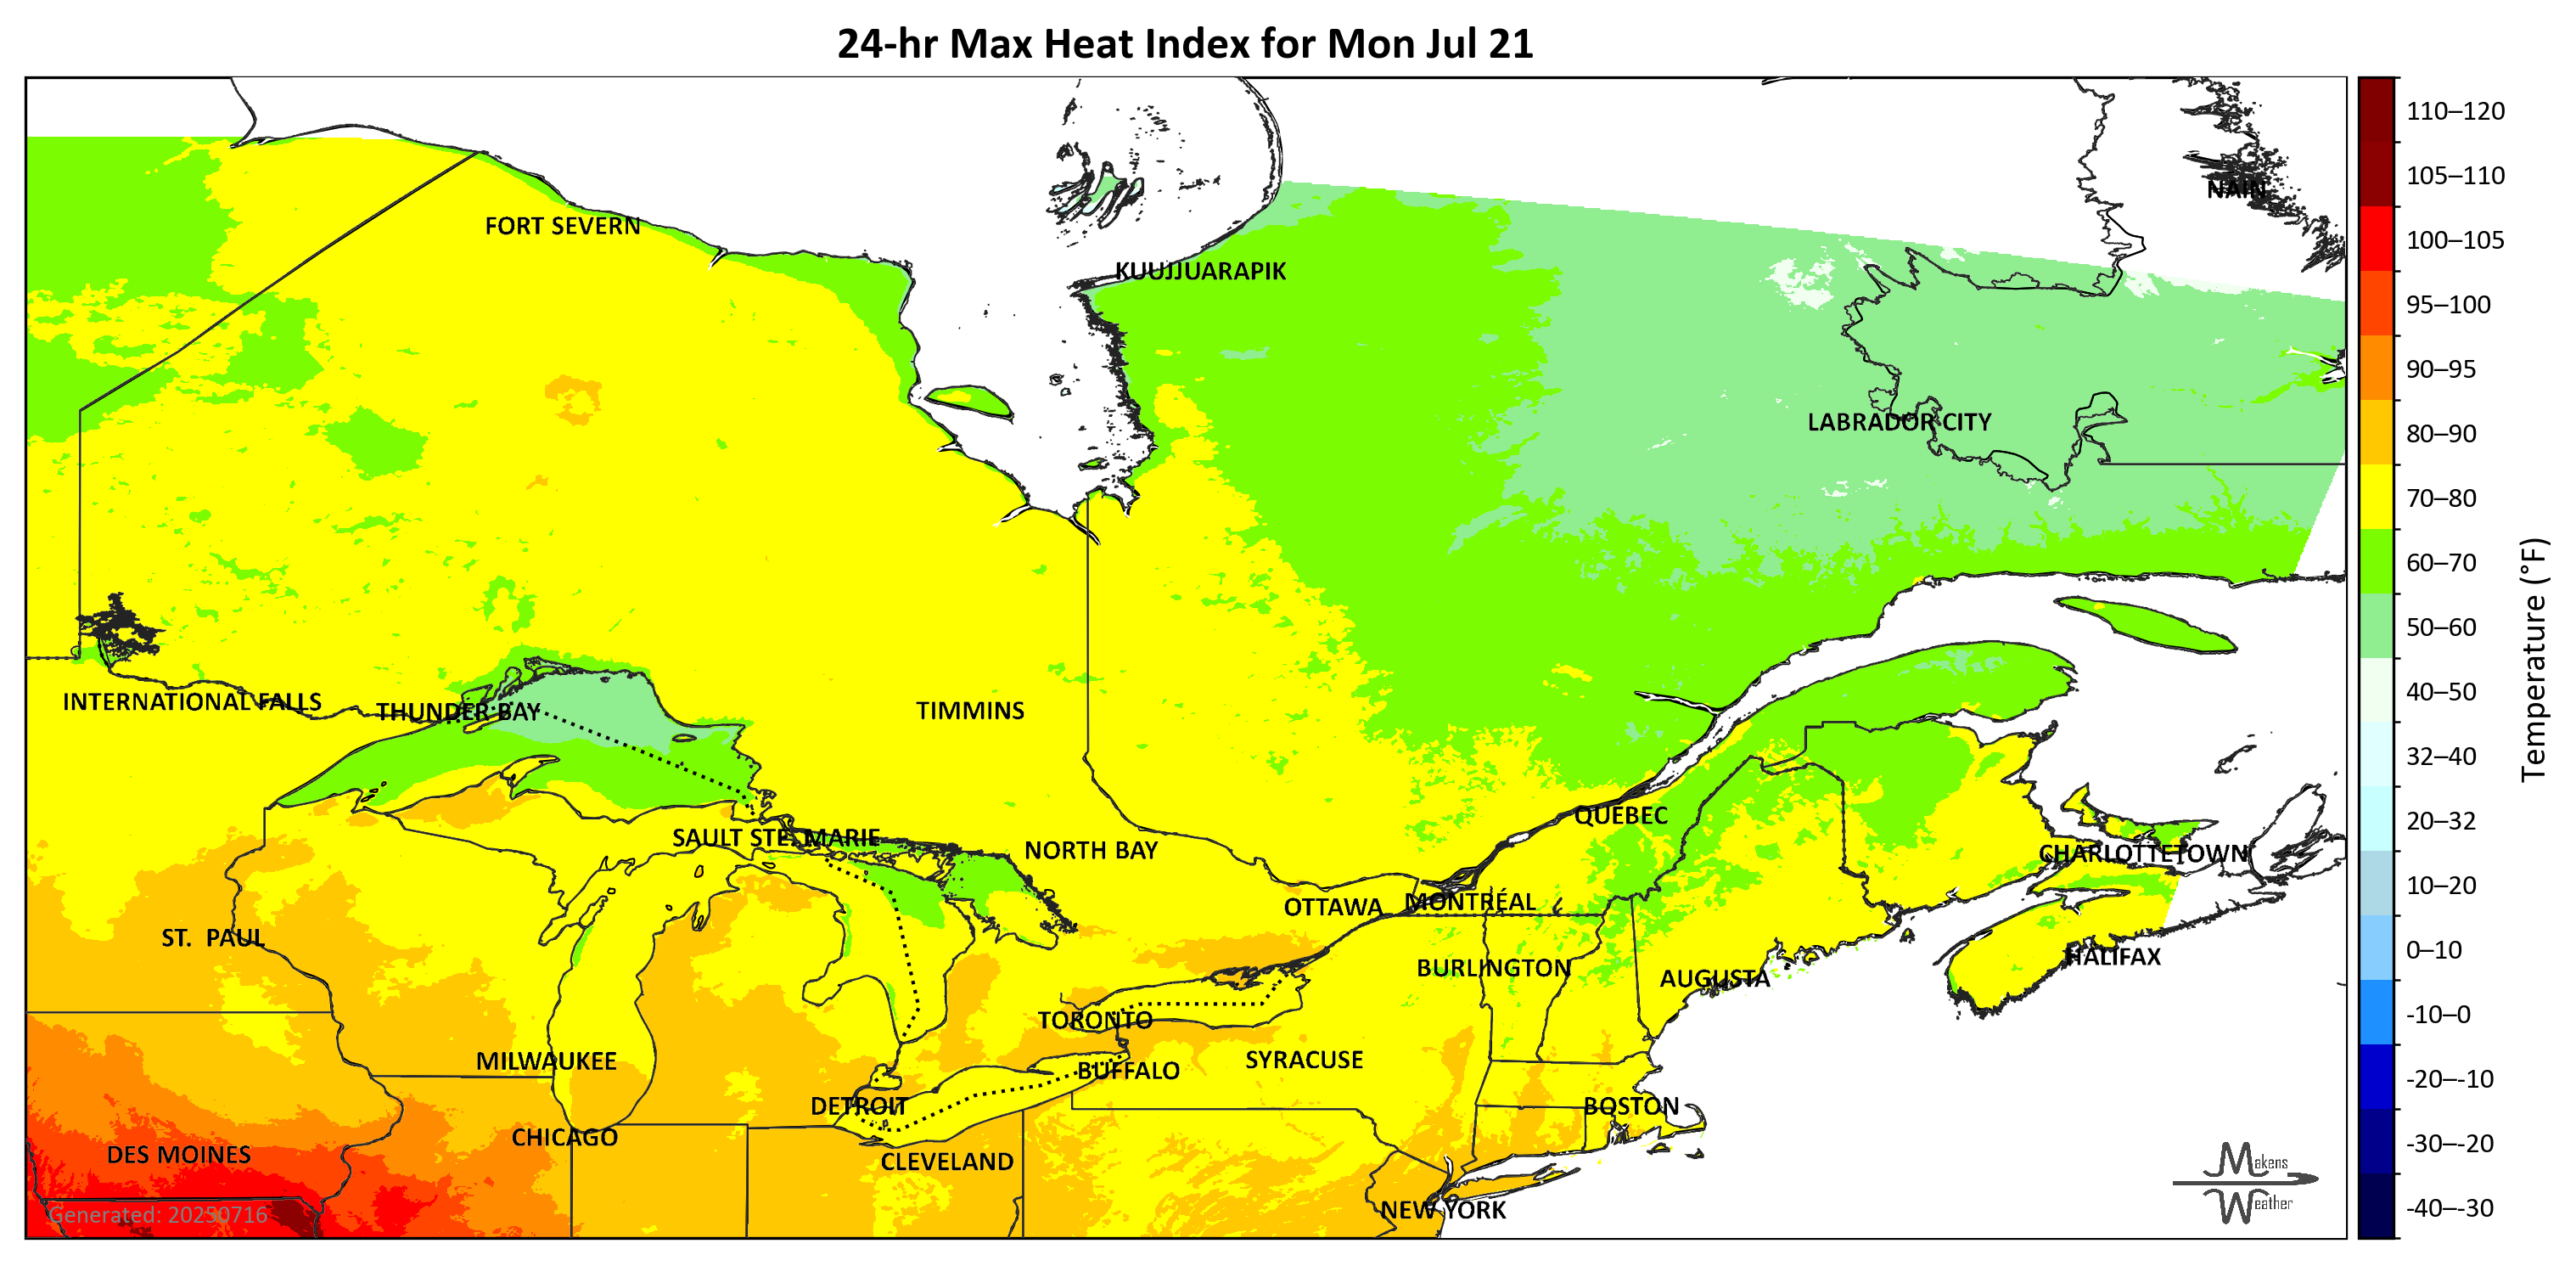 24-hr Max Heat Index for Mon Jul 21
NAIN
FORT SEVERN
KUUJJUARAPIK
LABRADOR CITY
INTERNATIONAL FALLS
THUNDER BAY
TIMMINS
QUEBEC
SAULT STE. MARIE
NORTH BAY
CHARLOTTETOWN
MONTRÉAL
OTTAWA
ST. PAUL
HALIFAX
BURLINGTON
AUGUSTA
TORONTO
MILWAUKEE
SYRACUSE
BUFFALO
DETROIT
BOSTON
CHICAGO
DES MOINES
CLEVELAND
NEW YORK
Generated: 20250716
Makens
Weather
110–120
105–110
100–105
95–100
90–95
80–90
70–80
60–70
50–60
40–50
32–40
20–32
10–20
0–10
-10–0
-20–-10
-30–-20
-40–-30
Temperature (°F)